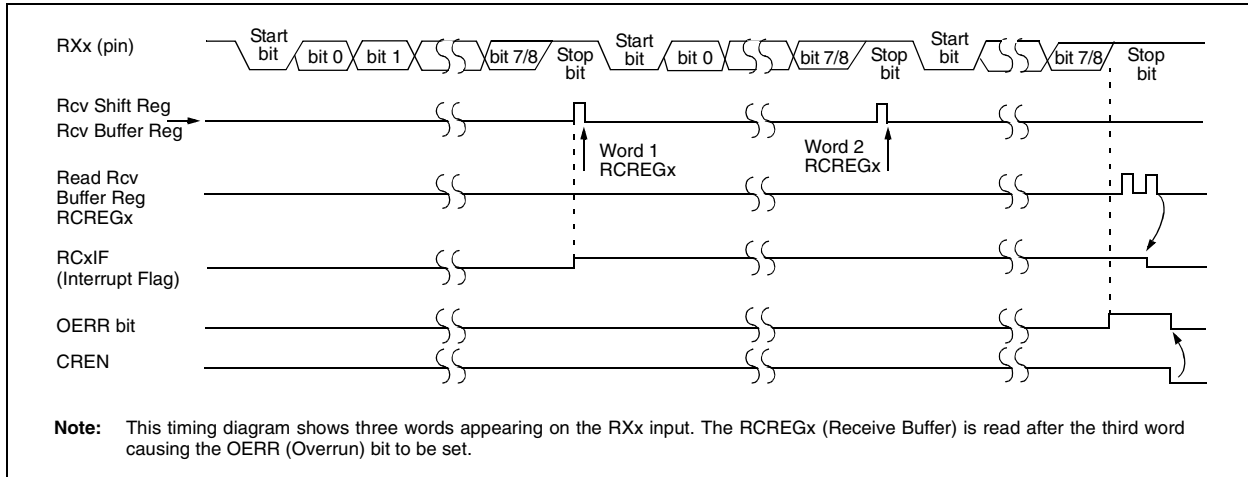 RXx (pin)
Start bit
bit 0
bit 1
bit 7/8
Stop bit
Start bit
bit 0
bit 7/8
Stop bit
Start bit
bit 7/8
Stop bit
Rcv Shift Reg
Rcv Buffer Reg
Word 1
RCREGx
Word 2
RCREGx
Read Rcv
Buffer Reg
RCREGx
RCxIF
(Interrupt Flag)
OERR bit
CREN
Note: This timing diagram shows three words appearing on the RXx input. The RCREGx (Receive Buffer) is read after the third word
causing the OERR (Overrun) bit to be set.